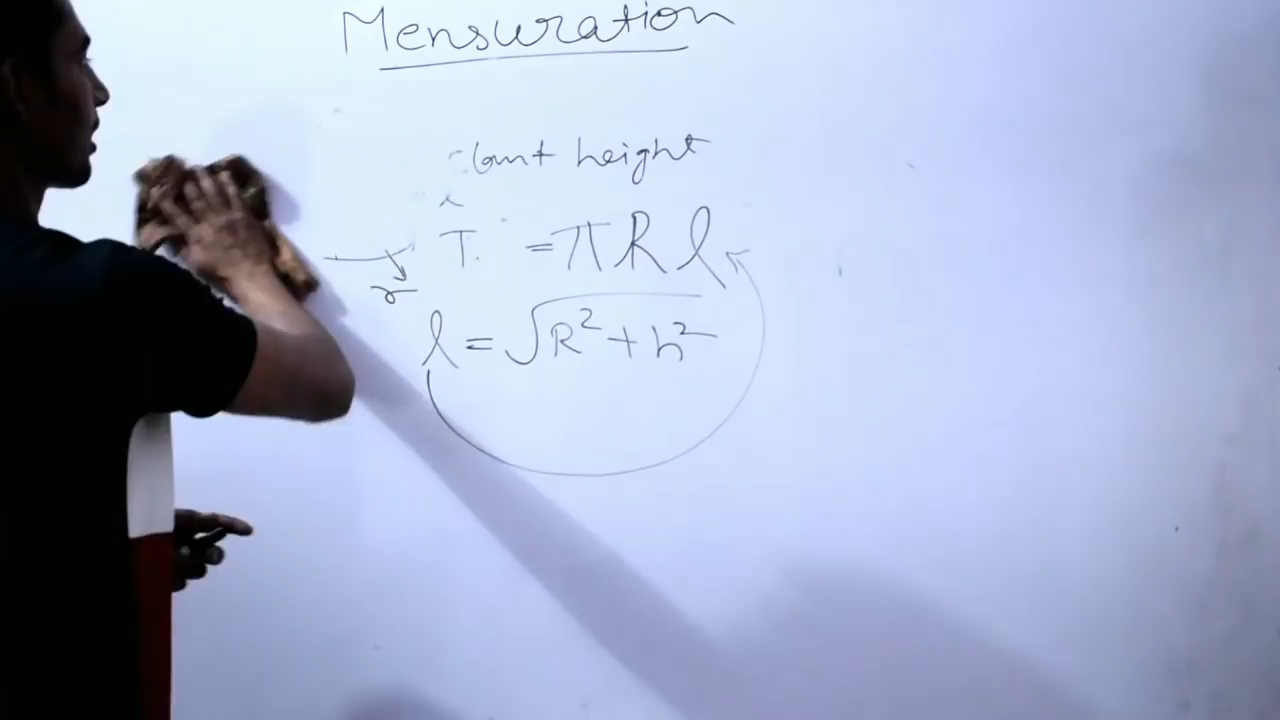 Mensuration
slant height
T. = πRl
r
l = √R²+h²